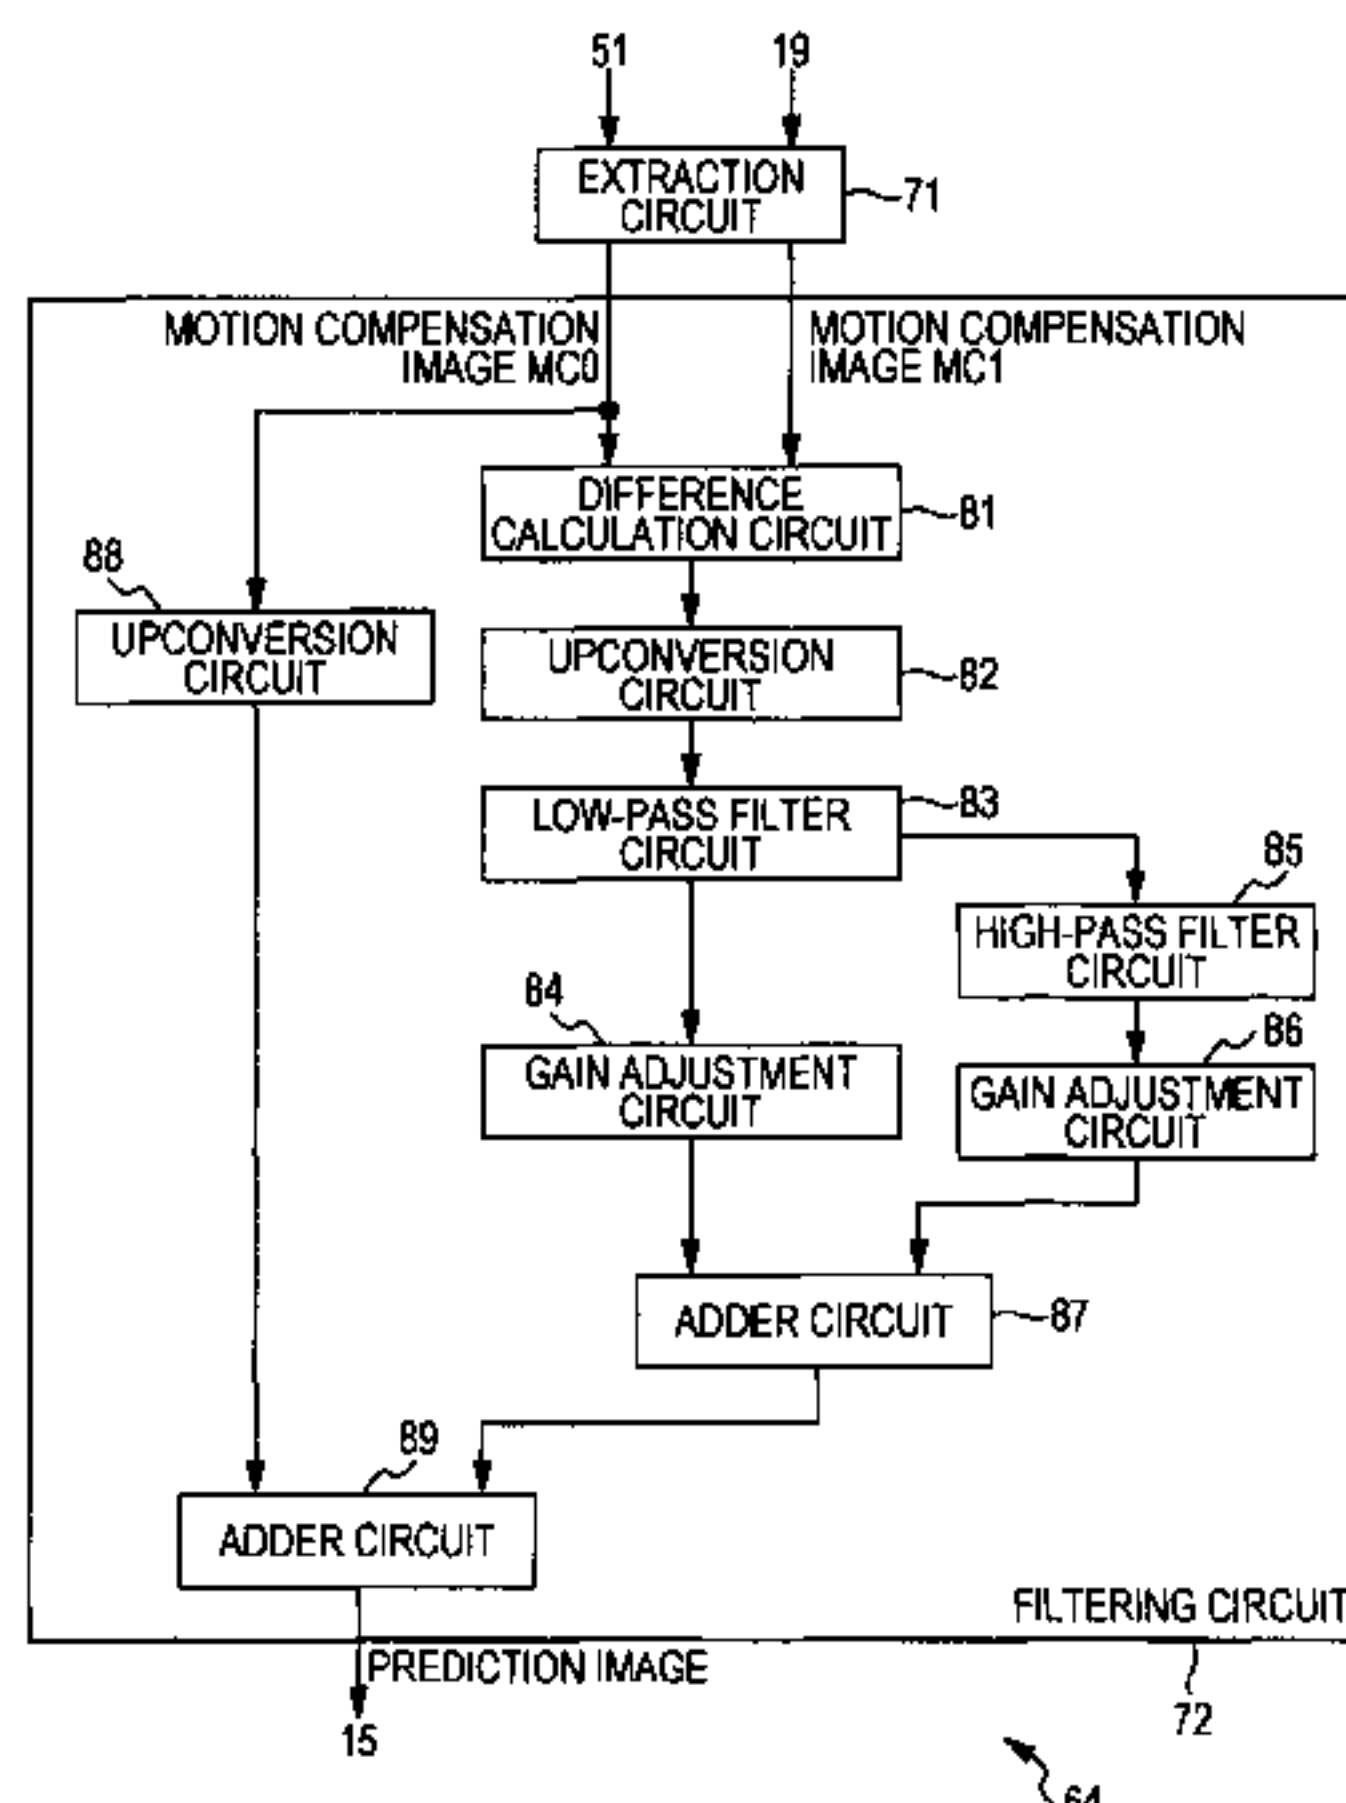 51
19
EXTRACTION
CIRCUIT
71
MOTION COMPENSATION
IMAGE MC0
MOTION COMPENSATION
IMAGE MC1
DIFFERENCE
CALCULATION CIRCUIT
81
88
UPCONVERSION
CIRCUIT
UPCONVERSION
CIRCUIT
82
LOW-PASS FILTER
CIRCUIT
83
85
HIGH-PASS FILTER
CIRCUIT
84
GAIN ADJUSTMENT
CIRCUIT
86
GAIN ADJUSTMENT
CIRCUIT
ADDER CIRCUIT
87
89
ADDER CIRCUIT
FILTERING CIRCUIT
PREDICTION IMAGE
72
15
64